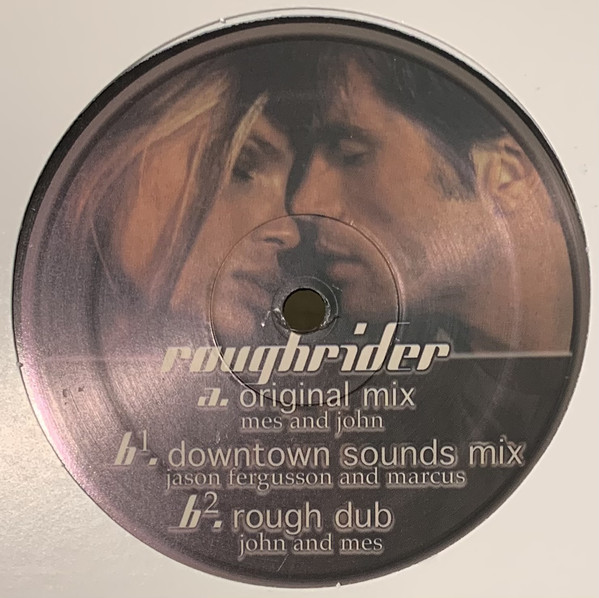 roughrider
a. original mix
mes and john
b1. downtown sounds mix
jason fergusson and marcus
b2. rough dub
john and mes